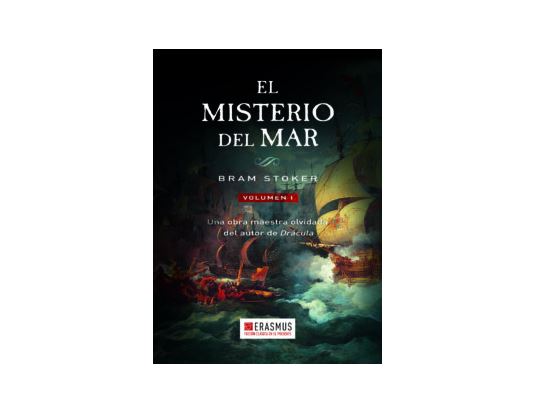 EL
MISTERIO
DEL MAR
BRAM STOKER
VOLUMEN I
Una obra maestra olvidada
del autor de Drácula
ERASMUS